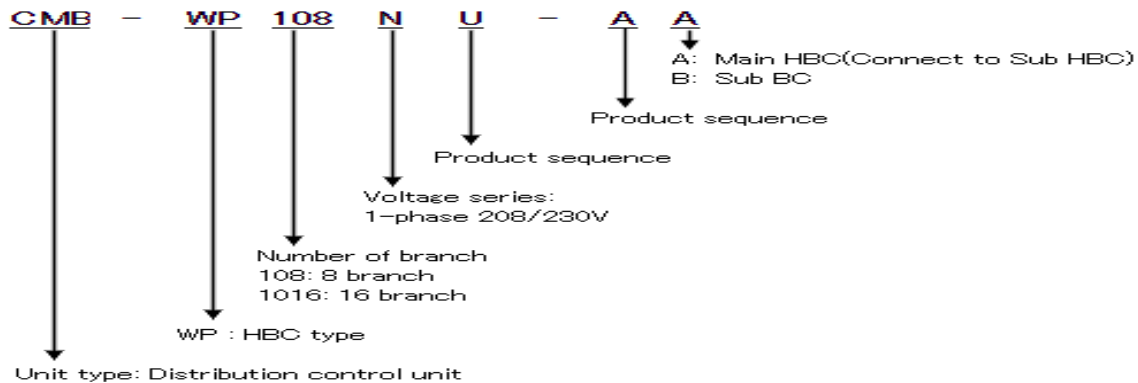 CMB - WP 108 N U - A A
A: Main HBC(Connect to Sub HBC)
B: Sub BC
Product sequence
Product sequence
Voltage series:
1-phase 208/230V
Number of branch
108: 8 branch
1016: 16 branch
WP : HBC type
Unit type: Distribution control unit